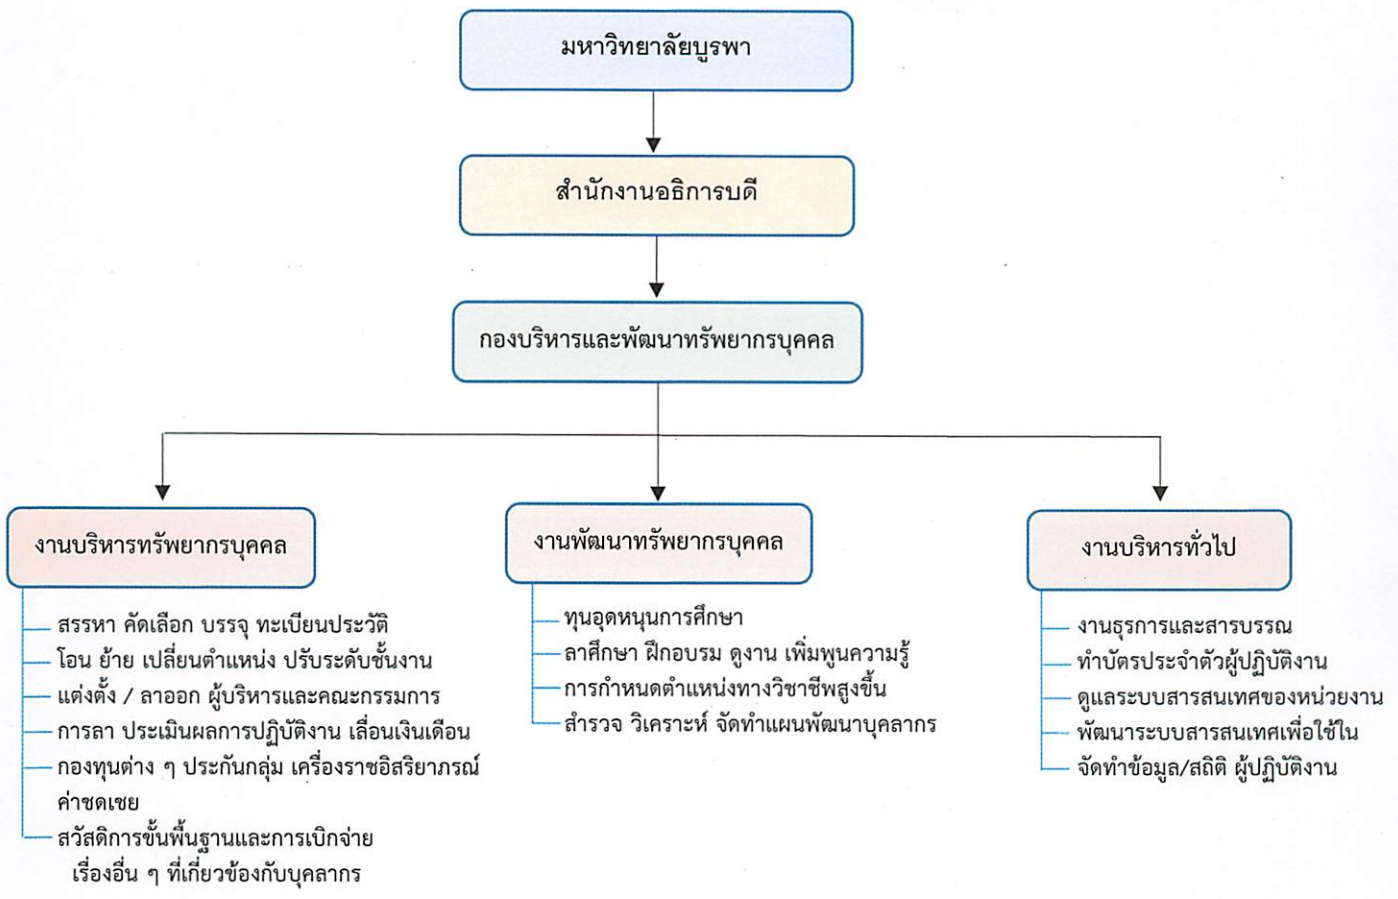 มหาวิทยาลัยบูรพา
สำนักงานอธิการบดี
กองบริหารและพัฒนาทรัพยากรบุคคล
งานบริหารทรัพยากรบุคคล
สรรหา คัดเลือก บรรจุ ทะเบียนประวัติ
โอน ย้าย เปลี่ยนตำแหน่ง ปรับระดับชั้นงาน
แต่งตั้ง / ลาออก ผู้บริหารและคณะกรรมการ
การลา ประเมินผลการปฏิบัติงาน เลื่อนเงินเดือน
กองทุนต่าง ๆ ประกันกลุ่ม เครื่องราชอิสริยาภรณ์
ค่าชดเชย
สวัสดิการขั้นพื้นฐานและการเบิกจ่าย
เรื่องอื่น ๆ ที่เกี่ยวข้องกับบุคลากร
งานพัฒนาทรัพยากรบุคคล
ทุนอุดหนุนการศึกษา
ลาศึกษา ฝึกอบรม ดูงาน เพิ่มพูนความรู้
การกำหนดตำแหน่งทางวิชาชีพสูงขึ้น
สำรวจ วิเคราะห์ จัดทำแผนพัฒนาบุคลากร
งานบริหารทั่วไป
งานธุรการและสารบรรณ
ทำบัตรประจำตัวผู้ปฏิบัติงาน
ดูแลระบบสารสนเทศของหน่วยงาน
พัฒนาระบบสารสนเทศเพื่อใช้ใน
จัดทำข้อมูล/สถิติ ผู้ปฏิบัติงาน